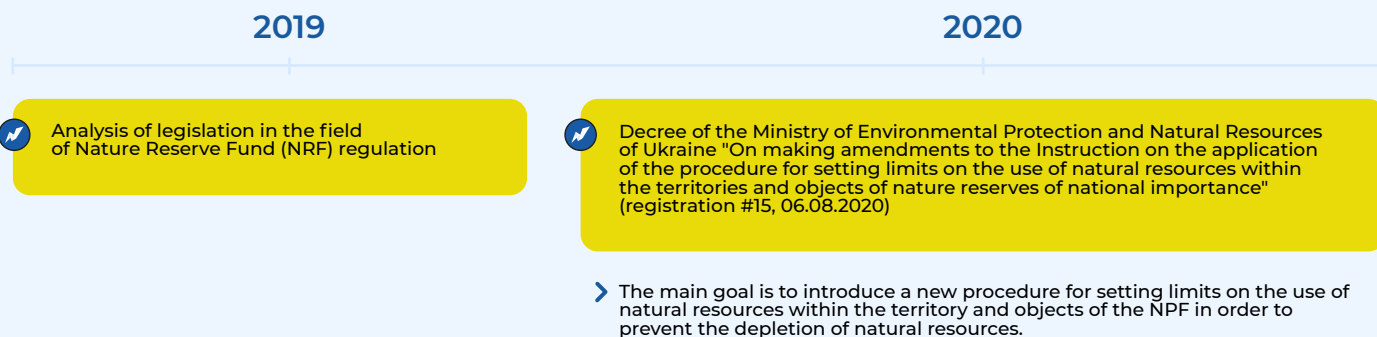 2019
2020
Analysis of legislation in the field
of Nature Reserve Fund (NRF) regulation
Decree of the Ministry of Environmental Protection and Natural Resources
of Ukraine "On making amendments to the Instruction on the application
of the procedure for setting limits on the use of natural resources within
the territories and objects of nature reserves of national importance"
(registration #15, 06.08.2020)
The main goal is to introduce a new procedure for setting limits on the use of
natural resources within the territory and objects of the NPF in order to
prevent the depletion of natural resources.